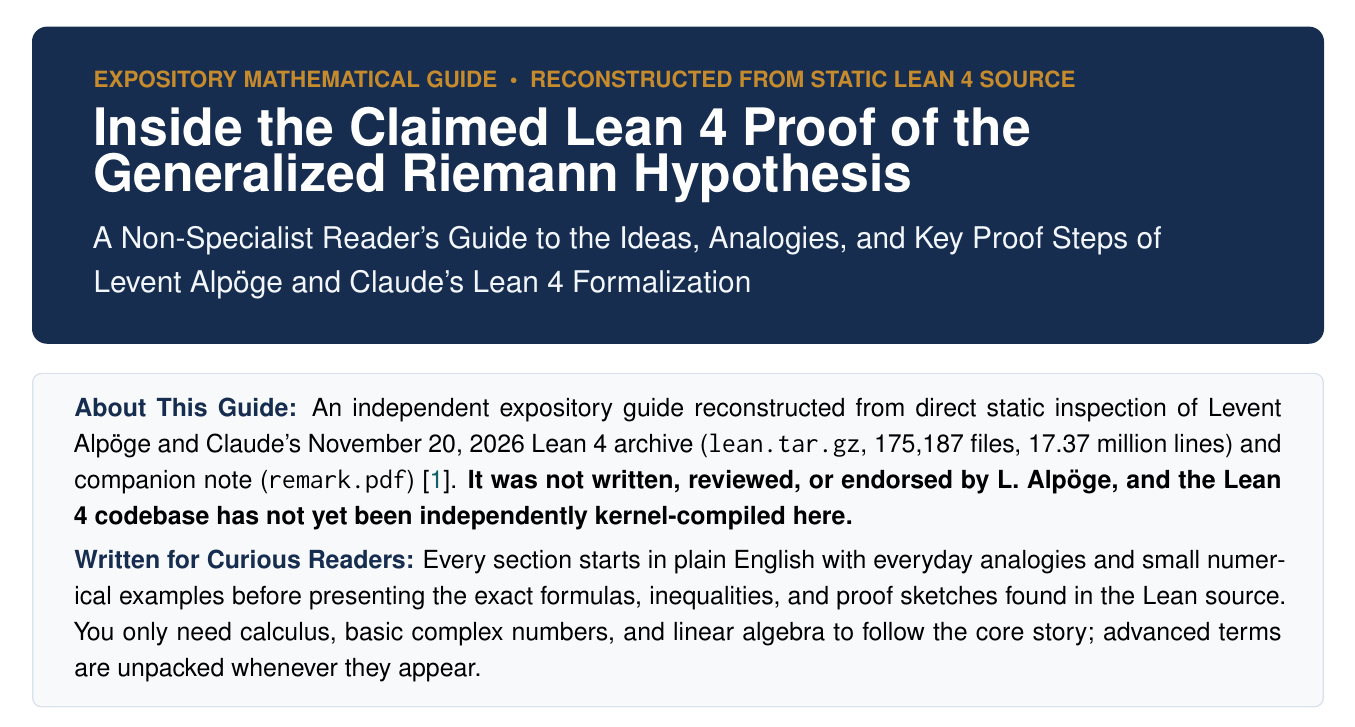 EXPOSITORY MATHEMATICAL GUIDE • RECONSTRUCTED FROM STATIC LEAN 4 SOURCE
Inside the Claimed Lean 4 Proof of the
Generalized Riemann Hypothesis
A Non-Specialist Reader’s Guide to the Ideas, Analogies, and Key Proof Steps of
Levent Alpöge and Claude’s Lean 4 Formalization
About This Guide: An independent expository guide reconstructed from direct static inspection of Levent
Alpöge and Claude’s November 20, 2026 Lean 4 archive (lean.tar.gz, 175,187 files, 17.37 million lines) and
companion note (remark.pdf) [1]. It was not written, reviewed, or endorsed by L. Alpöge, and the Lean
4 codebase has not yet been independently kernel-compiled here.
Written for Curious Readers: Every section starts in plain English with everyday analogies and small numer-
ical examples before presenting the exact formulas, inequalities, and proof sketches found in the Lean source.
You only need calculus, basic complex numbers, and linear algebra to follow the core story; advanced terms
are unpacked whenever they appear.